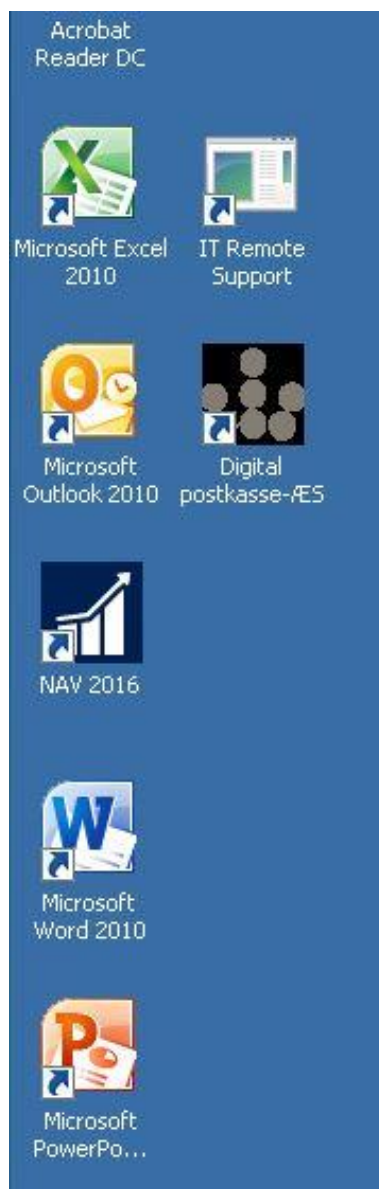 Acrobat
Reader DC
Microsoft Excel
2010
IT Remote
Support
Microsoft
Outlook 2010
Digital
postkasse-ÆS
NAV 2016
Microsoft
Word 2010
Microsoft
PowerPo...